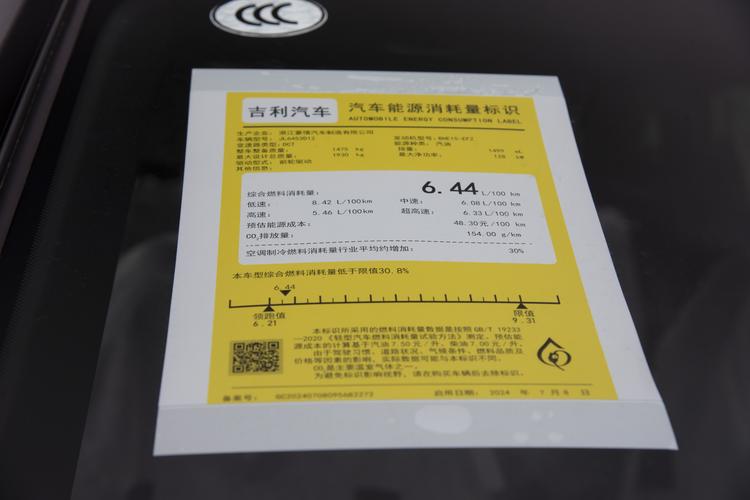 CCC
吉利汽车 汽车能源消耗量标识
AUTOMOBILE ENERGY CONSUMPTION LABEL
生产企业: 浙江豪情汽车制造有限公司
车辆型号: JL6453D12 发动机型号: BHE15-EFZ
变速器类型: DCT 能源种类: 汽油
整车整备质量: 1475 kg 排量: 1499 mL
最大设计总质量: 1930 kg 最大净功率: 128 kW
驱动型式: 前轮驱动
其他信息:
综合燃料消耗量: 6.44 L/100 km
低速: 8.42 L/100km 中速: 6.08 L/100 km
高速: 5.46 L/100km 超高速: 6.33 L/100 km
预估能源成本: 48.30元/100 km
CO₂排放量: 154.00 g/km
空调制冷燃料消耗量行业平均约增加: 30%
本车型综合燃料消耗量低于限值30.8%
6.44
领跑值 限值
6.21 9.31
本标识所采用的燃料消耗量数据是按照GB/T 19233
—2020《轻型汽车燃料消耗量试验方法》测定。预估能
源成本的计算基于汽油7.50元/升、柴油7.00元/升。
由于驾驶习惯、道路状况、气候条件、燃料品质及
价格等因素的影响,实际数据可能与本标识不同。
CO₂是主要温室气体之一。
为避免标识影响视野,请在购买车辆后去除标识。
备案号: GC20240708095682272 启用日期: 2024 年 7 月 8 日